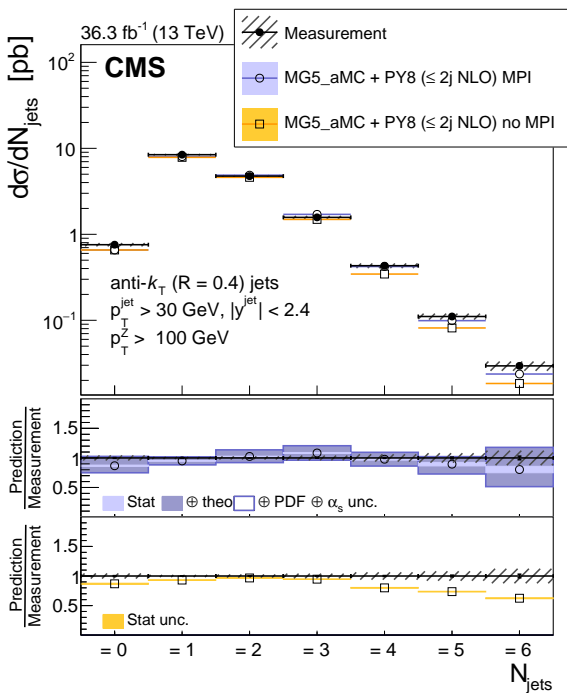 36.3 fb⁻¹ (13 TeV)
CMS
Measurement
MG5_aMC + PY8 (≤ 2j NLO) MPI
MG5_aMC + PY8 (≤ 2j NLO) no MPI
dσ/dN_jets [pb]
10²
10
1
10⁻¹
anti-k_T (R = 0.4) jets
p_T^jet > 30 GeV, |y^jet| < 2.4
p_T^Z > 100 GeV
Prediction
Measurement
1.5
1
0.5
Stat ⊕ theo ⊕ PDF ⊕ α_s unc.
Prediction
Measurement
1.5
1
0.5
Stat unc.
= 0 = 1 = 2 = 3 = 4 = 5 = 6
N_jets